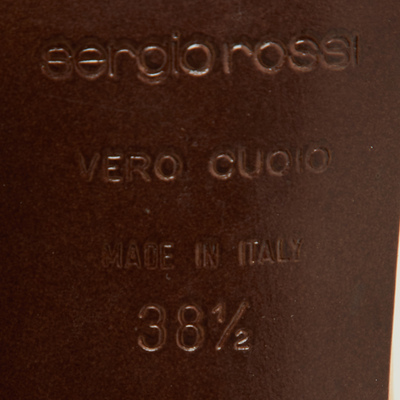 sergio rossi
VERO CUOIO
MADE IN ITALY
38½